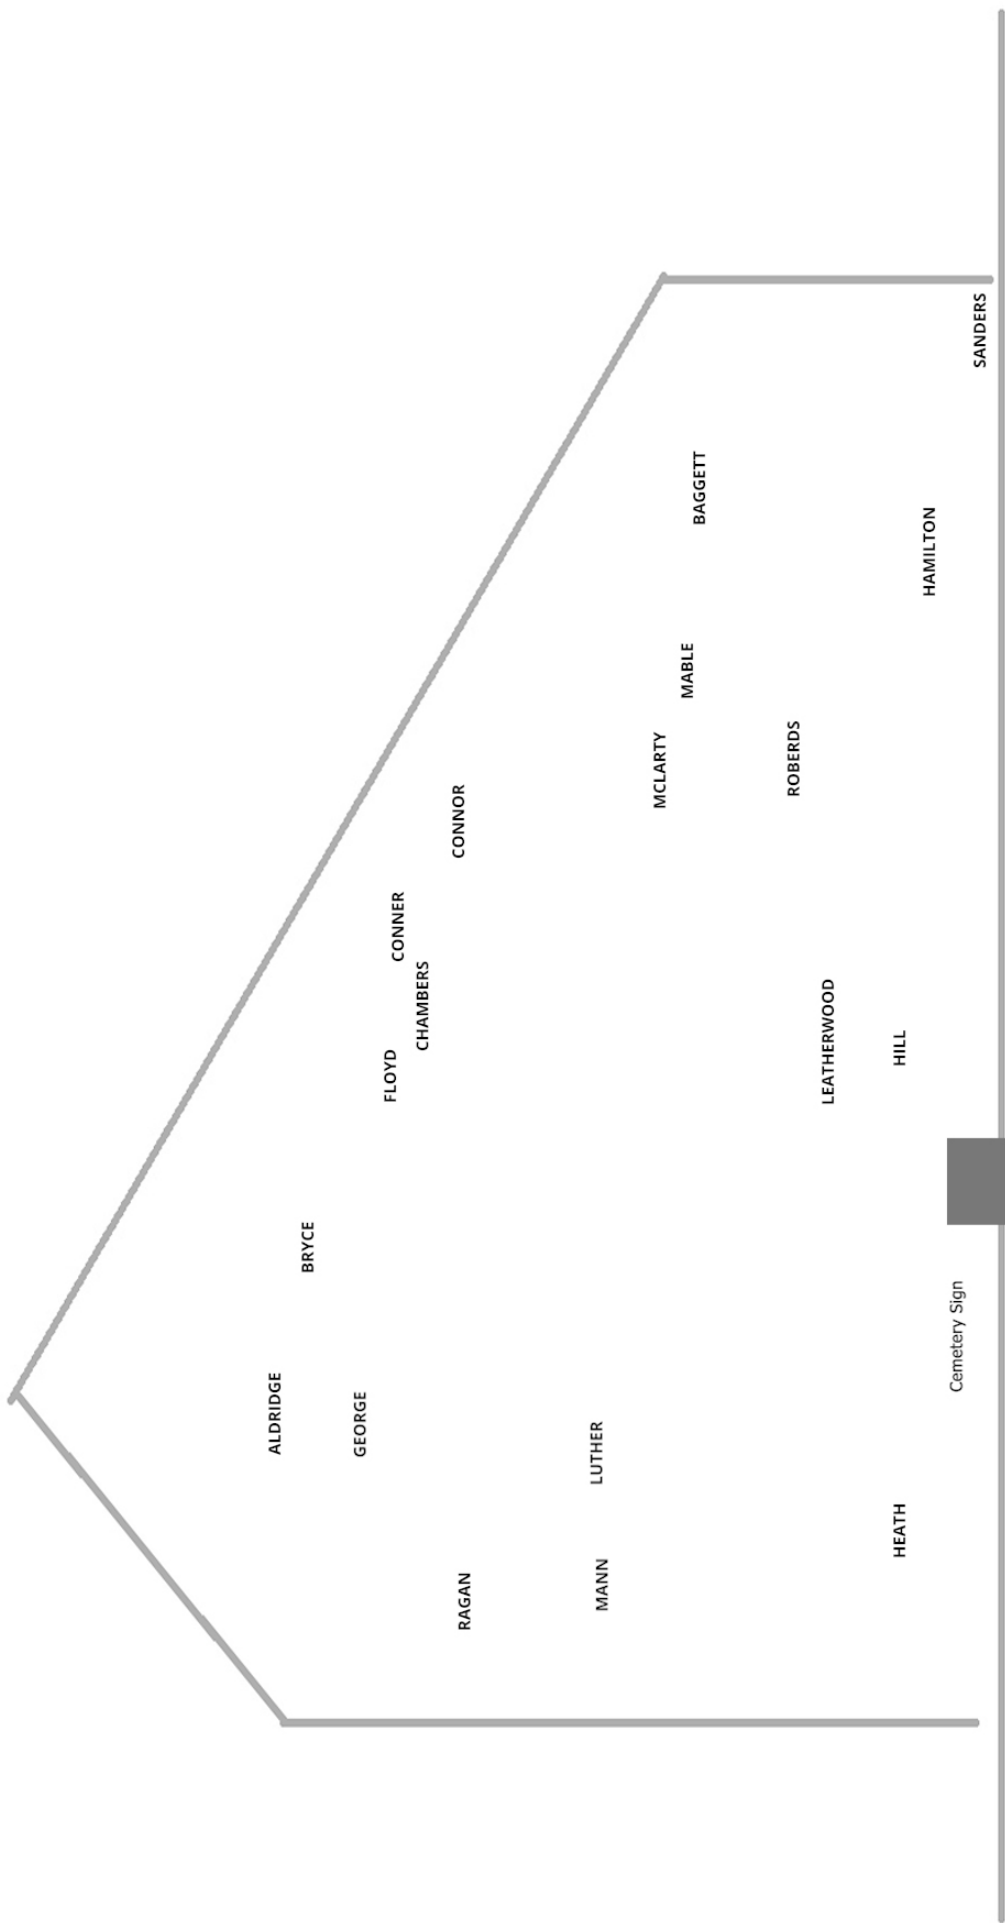 ALDRIDGE
BRYCE
GEORGE
FLOYD
CONNER
CHAMBERS
CONNOR
RAGAN
LUTHER
MANN
MCLARTY
MABLE
BAGGETT
ROBERDS
LEATHERWOOD
HEATH
HILL
HAMILTON
Cemetery Sign
SANDERS